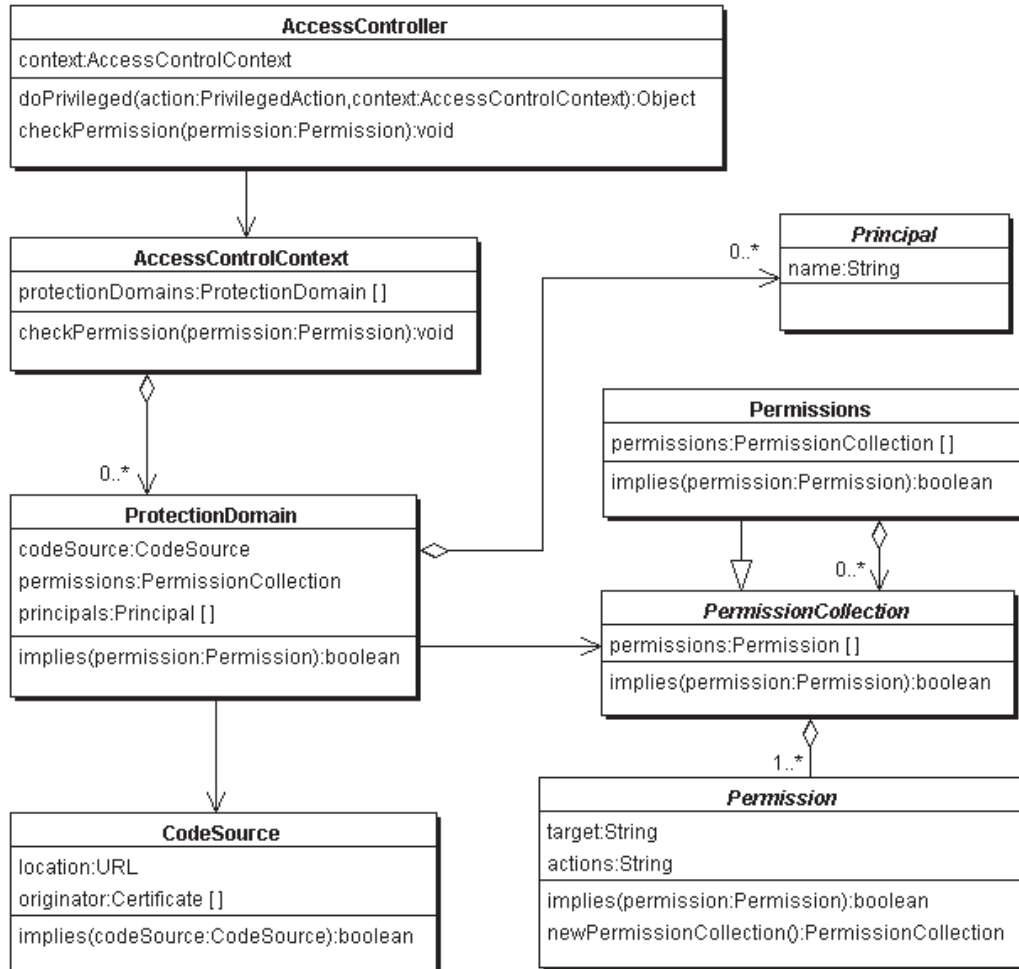 AccessController
context:AccessControlContext
doPrivileged(action:PrivilegedAction,context:AccessControlContext):Object
checkPermission(permission:Permission):void
Principal
0..*
name:String
AccessControlContext
protectionDomains:ProtectionDomain [ ]
checkPermission(permission:Permission):void
Permissions
permissions:PermissionCollection [ ]
implies(permission:Permission):boolean
0..*
ProtectionDomain
codeSource:CodeSource
permissions:PermissionCollection
principals:Principal [ ]
implies(permission:Permission):boolean
0..*
PermissionCollection
permissions:Permission [ ]
implies(permission:Permission):boolean
1..*
Permission
target:String
actions:String
implies(permission:Permission):boolean
newPermissionCollection():PermissionCollection
CodeSource
location:URL
originator:Certificate [ ]
implies(codeSource:CodeSource):boolean